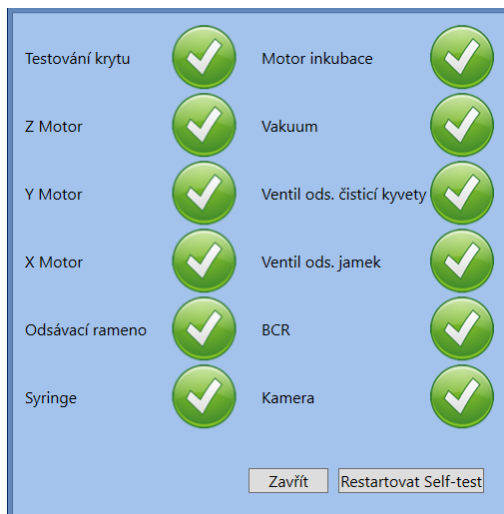 Testování krytu
Motor inkubace
Z Motor
Vakuum
Y Motor
Ventil ods. čisticí kyvety
X Motor
Ventil ods. jamek
Odsávací rameno
BCR
Syringe
Kamera
Zavřít
Restartovat Self-test